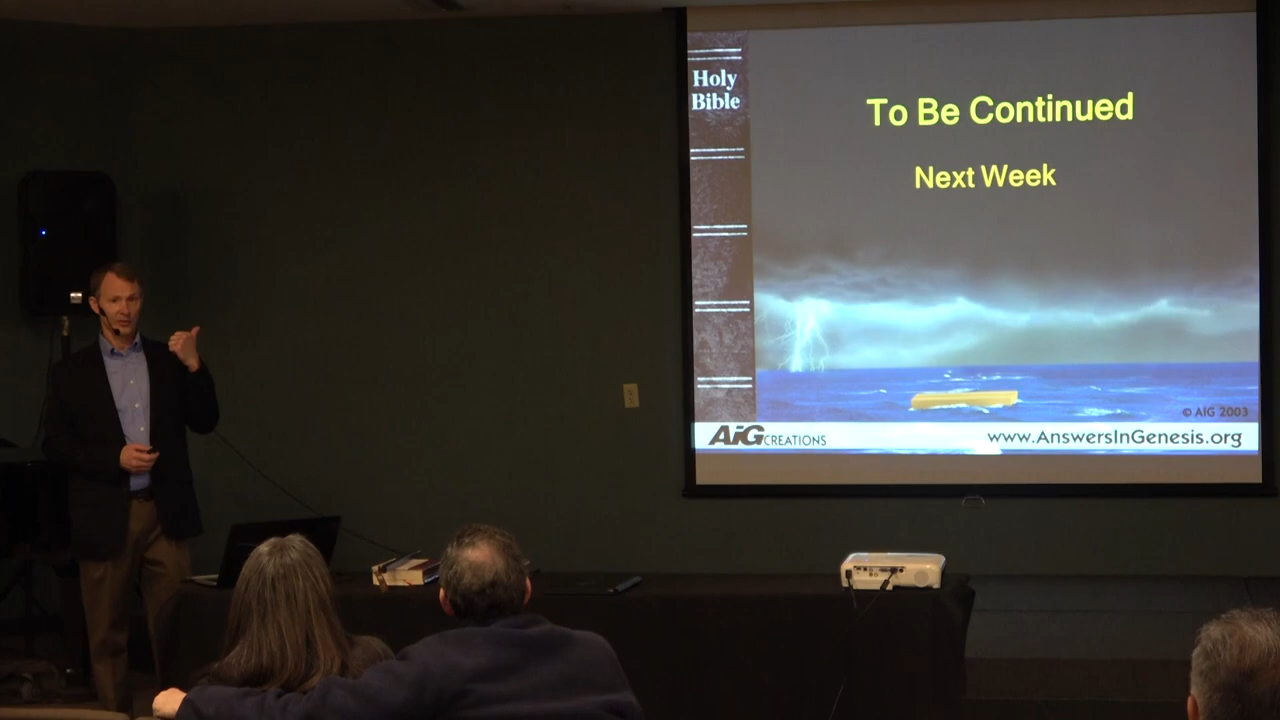 Holy
Bible
To Be Continued
Next Week
© AiG 2003
AiG CREATIONS
www.AnswersInGenesis.org